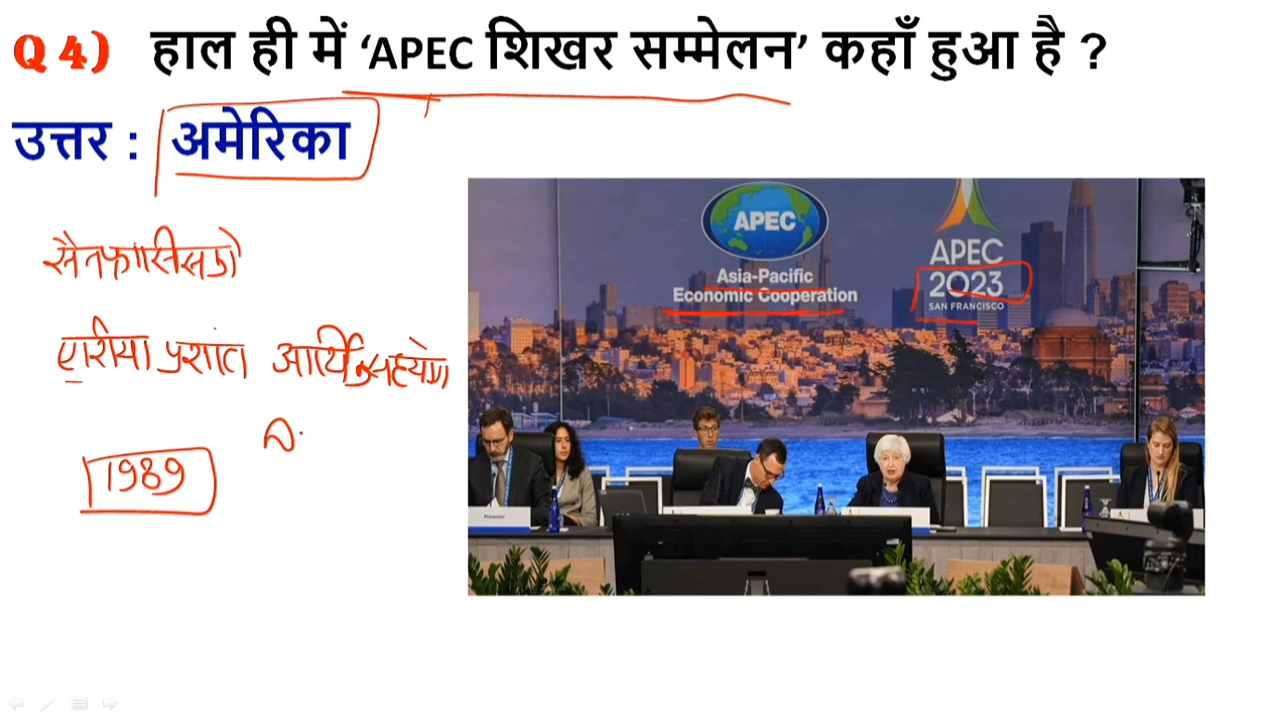 Q 4) हाल ही में ‘APEC शिखर सम्मेलन’ कहाँ हुआ है ?
उत्तर : अमेरिका
सैनफ्रांसिस्को
एशिया प्रशांत आर्थिक सहयोग
1989
APEC
Asia-Pacific
Economic Cooperation
APEC
2023
SAN FRANCISCO
Presenter